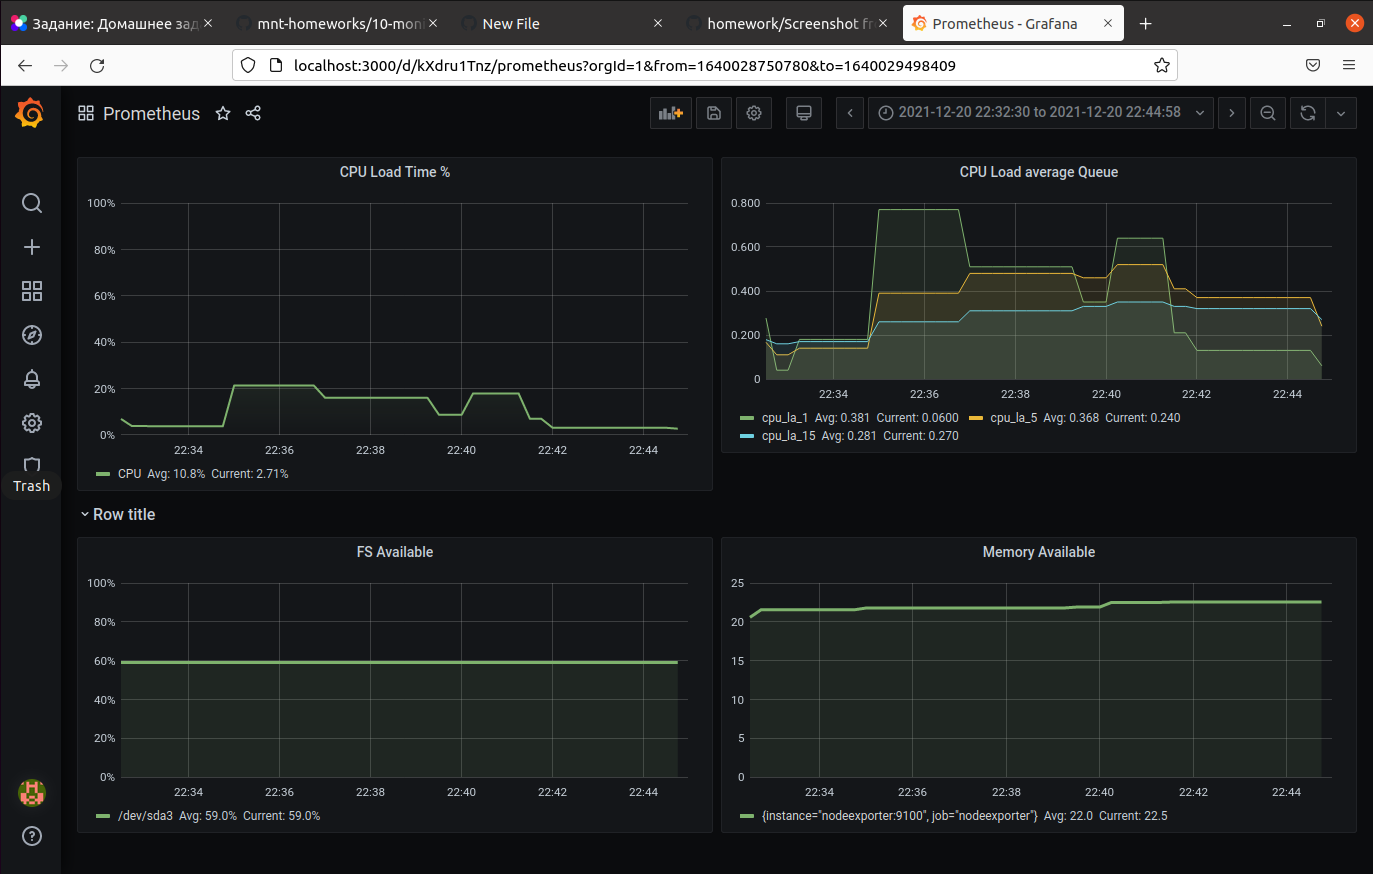 Задание: Домашнее зад
mnt-homeworks/10-moni
New File
homework/Screenshot fr
Prometheus - Grafana
localhost:3000/d/kXdru1Tnz/prometheus?orgId=1&from=1640028750780&to=1640029498409
Prometheus
2021-12-20 22:32:30 to 2021-12-20 22:44:58
Trash
CPU Load Time %
100%
80%
60%
40%
20%
0%
22:34 22:36 22:38 22:40 22:42 22:44
CPU Avg: 10.8% Current: 2.71%
CPU Load average Queue
0.800
0.600
0.400
0.200
0
22:34 22:36 22:38 22:40 22:42 22:44
cpu_la_1 Avg: 0.381 Current: 0.0600 cpu_la_5 Avg: 0.368 Current: 0.240
cpu_la_15 Avg: 0.281 Current: 0.270
Row title
FS Available
100%
80%
60%
40%
20%
0%
22:34 22:36 22:38 22:40 22:42 22:44
/dev/sda3 Avg: 59.0% Current: 59.0%
Memory Available
25
20
15
10
5
0
22:34 22:36 22:38 22:40 22:42 22:44
{instance="nodeexporter:9100", job="nodeexporter"} Avg: 22.0 Current: 22.5